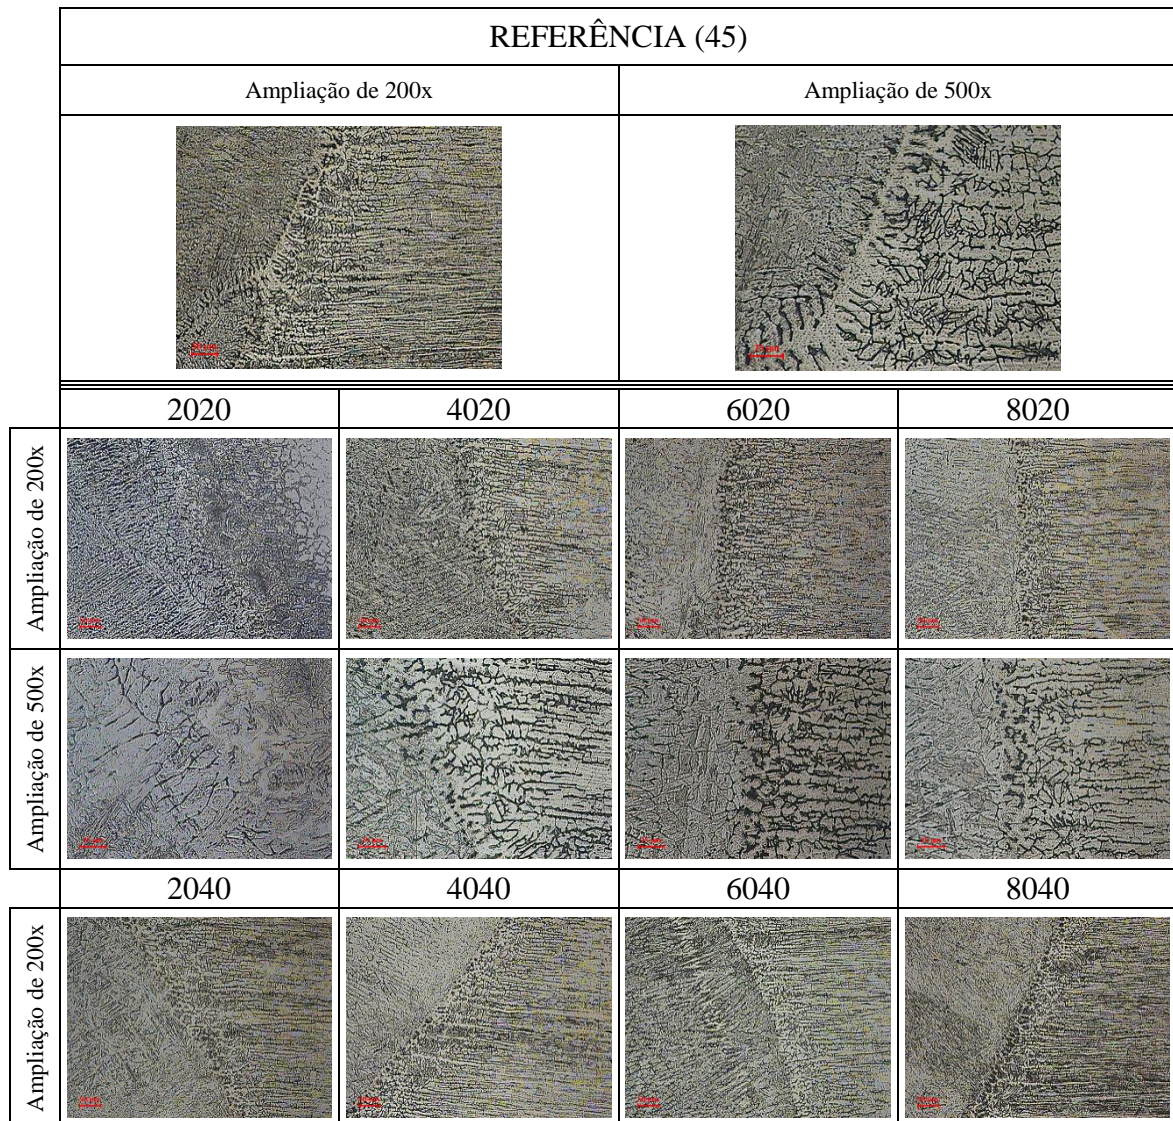 REFERÊNCIA (45)
Ampliação de 200x
Ampliação de 500x
2020
4020
6020
8020
Ampliação de 200x
Ampliação de 500x
2040
4040
6040
8040
Ampliação de 200x